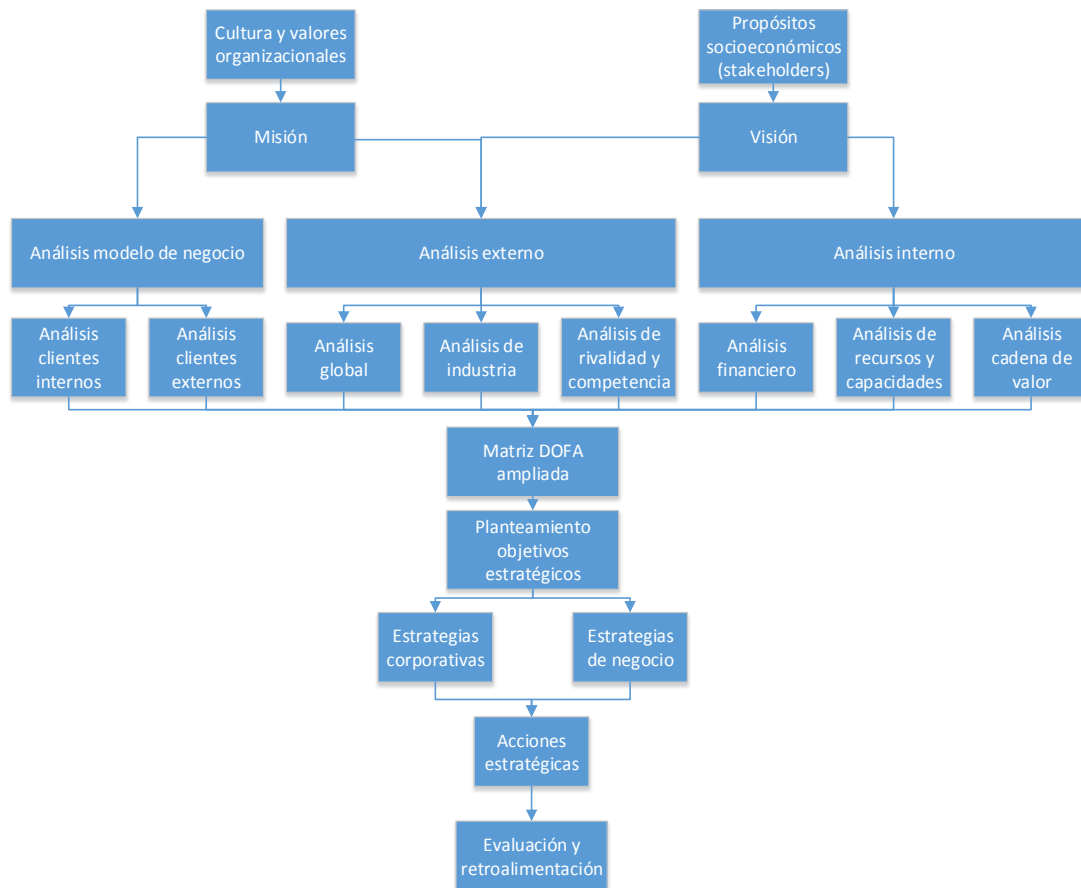 Cultura y valores
organizacionales
Propósitos
socioeconómicos
(stakeholders)
Misión
Visión
Análisis modelo de negocio
Análisis externo
Análisis interno
Análisis
clientes
internos
Análisis
clientes
externos
Análisis
global
Análisis de
industria
Análisis de
rivalidad y
competencia
Análisis
financiero
Análisis de
recursos y
capacidades
Análisis
cadena de
valor
Matriz DOFA
ampliada
Planteamiento
objetivos
estratégicos
Estrategias
corporativas
Estrategias
de negocio
Acciones
estratégicas
Evaluación y
retroalimentación